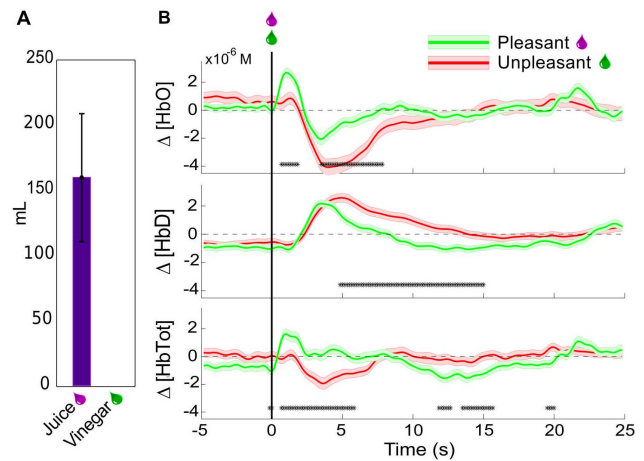 A
250
200
150
100
50
0
mL
Juice
Vinegar
B
Pleasant
Unpleasant
x10⁻⁶ M
2
0
-2
-4
Δ [HbO]
2
0
-2
-4
Δ [HbD]
2
0
-2
-4
Δ [HbTot]
-5 0 5 10 15 20 25
Time (s)